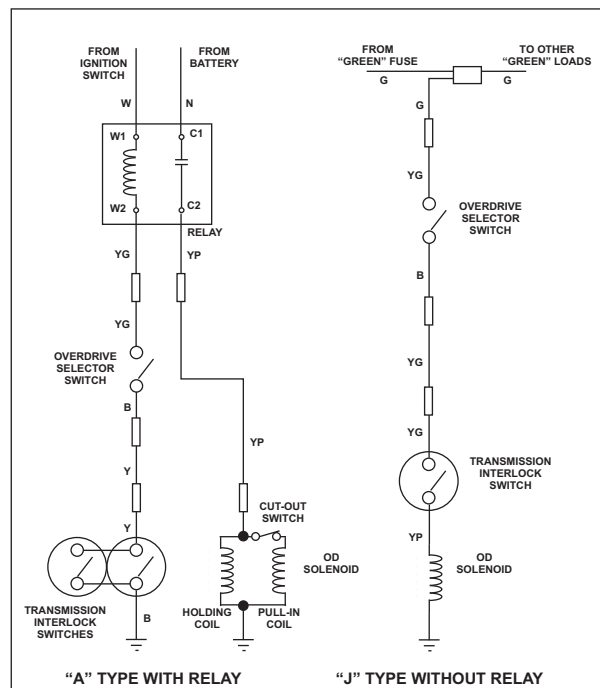 FROM
IGNITION
SWITCH
FROM
BATTERY
W
N
W1
C1
W2
C2
RELAY
YG
YP
YG
OVERDRIVE
SELECTOR
SWITCH
B
Y
YP
Y
CUT-OUT
SWITCH
OD
SOLENOID
HOLDING
COIL
PULL-IN
COIL
TRANSMISSION
INTERLOCK
SWITCHES
B
“A” TYPE WITH RELAY
FROM
“GREEN” FUSE
TO OTHER
“GREEN” LOADS
G
G
G
YG
OVERDRIVE
SELECTOR
SWITCH
B
YG
YG
TRANSMISSION
INTERLOCK
SWITCH
YP
OD
SOLENOID
“J” TYPE WITHOUT RELAY